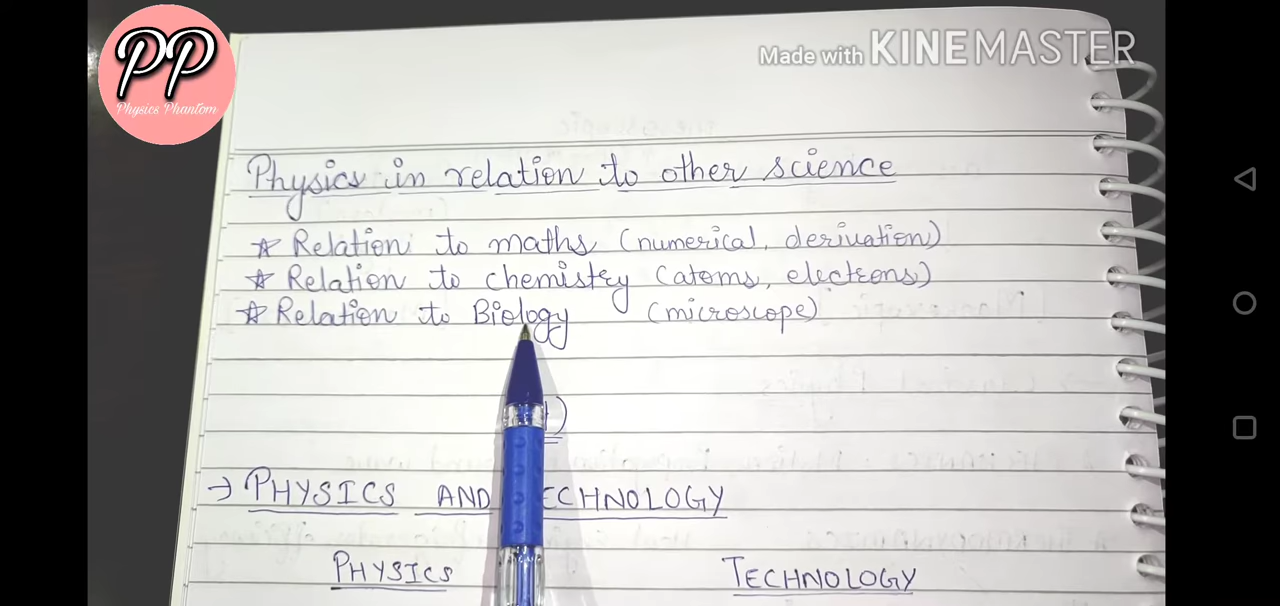 PP
Physics Phantom
Made with KINEMASTER
Physics in relation to other science
☆ Relation to maths (numerical, derivation)
☆ Relation to chemistry (atoms, electrons)
☆ Relation to Biology (microscope)
→ PHYSICS AND TECHNOLOGY
PHYSICS TECHNOLOGY